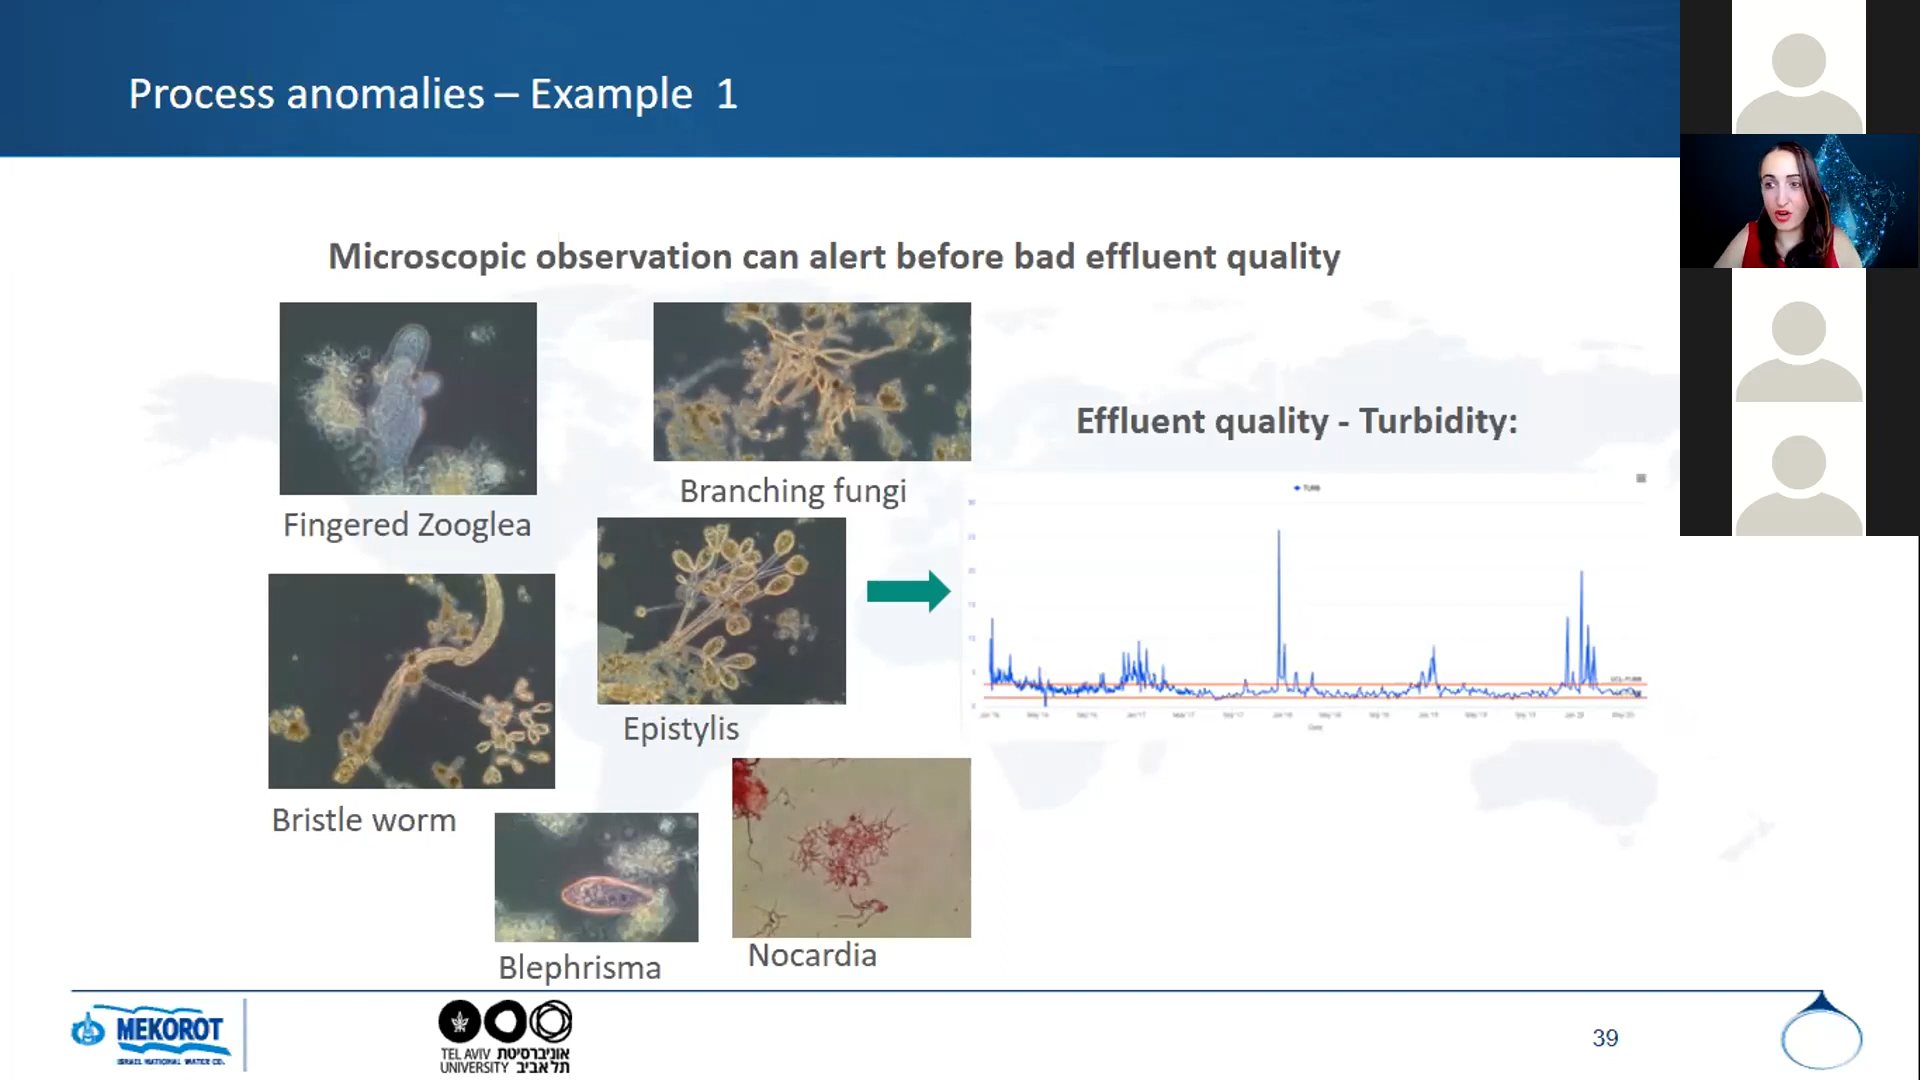 Process anomalies – Example 1
Microscopic observation can alert before bad effluent quality
Fingered Zooglea
Branching fungi
Bristle worm
Epistylis
Blephrisma
Nocardia
Effluent quality - Turbidity:
TURB
MEKOROT
ISRAEL NATIONAL WATER CO.
TEL AVIV אוניברסיטת
UNIVERSITY תל אביב
39